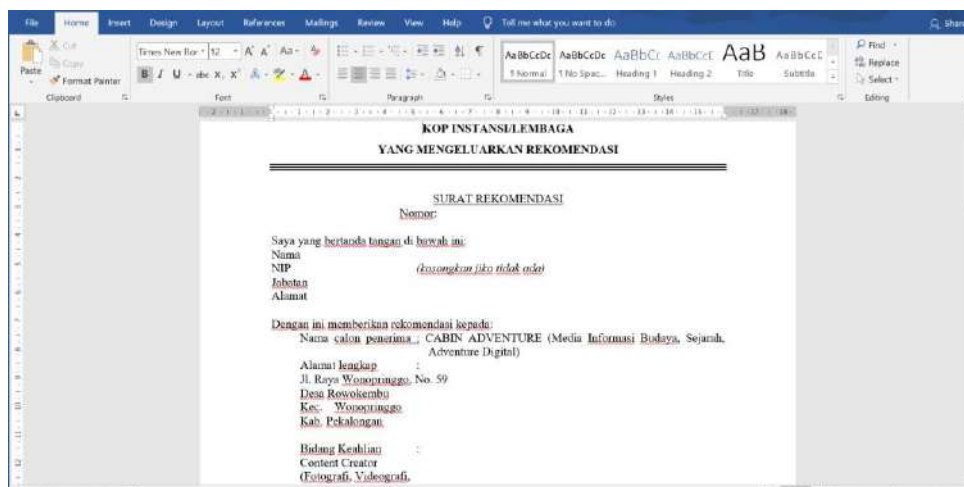 File Home Insert Design Layout References Mailings Review View Help Tell me what you want to do Share
Paste
Cut
Copy
Format Painter
Clipboard
Times New Ror 12
Font
Paragraph
AaBbCcDc AaBbCcDc AaBbCc AaBbCcE AaB AaBbCcD
¶ Normal ¶ No Spac... Heading 1 Heading 2 Title Subtitle
Styles
Find
Replace
Select
Editing
KOP INSTANSI/LEMBAGA
YANG MENGELUARKAN REKOMENDASI
SURAT REKOMENDASI
Nomor:
Saya yang bertanda tangan di bawah ini:
Nama
NIP (kosongkan jika tidak ada)
Jabatan
Alamat
Dengan ini memberikan rekomendasi kepada:
Nama calon penerima : CABIN ADVENTURE (Media Informasi Budaya, Sejarah,
Adventure Digital)
Alamat lengkap :
Jl. Raya Wonopringgo, No. 59
Desa Rowokembu
Kec. Wonopringgo
Kab. Pekalongan
Bidang Keahlian :
Content Creator
(Fotografi, Videografi,